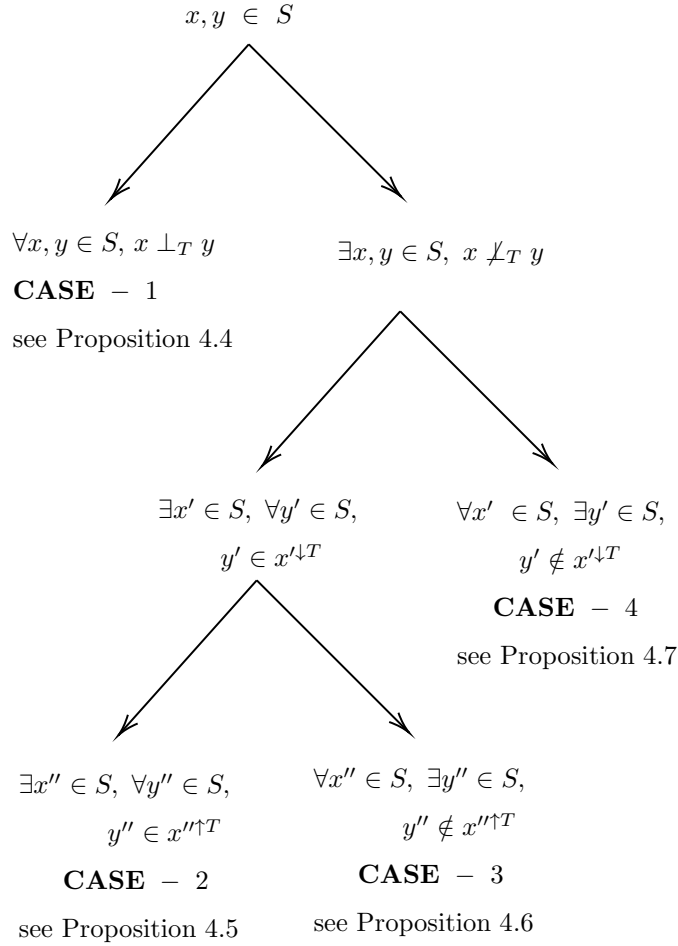 x, y ∈ S
∀x, y ∈ S, x ⊥_T y
CASE – 1
see Proposition 4.4
∃x, y ∈ S, x ⊥̸_T y
∃x′ ∈ S, ∀y′ ∈ S,
y′ ∈ x′^{↓T}
∀x′ ∈ S, ∃y′ ∈ S,
y′ ∉ x′^{↓T}
CASE – 4
see Proposition 4.7
∃x′′ ∈ S, ∀y′′ ∈ S,
y′′ ∈ x′′^{↑T}
CASE – 2
see Proposition 4.5
∀x′′ ∈ S, ∃y′′ ∈ S,
y′′ ∉ x′′^{↑T}
CASE – 3
see Proposition 4.6